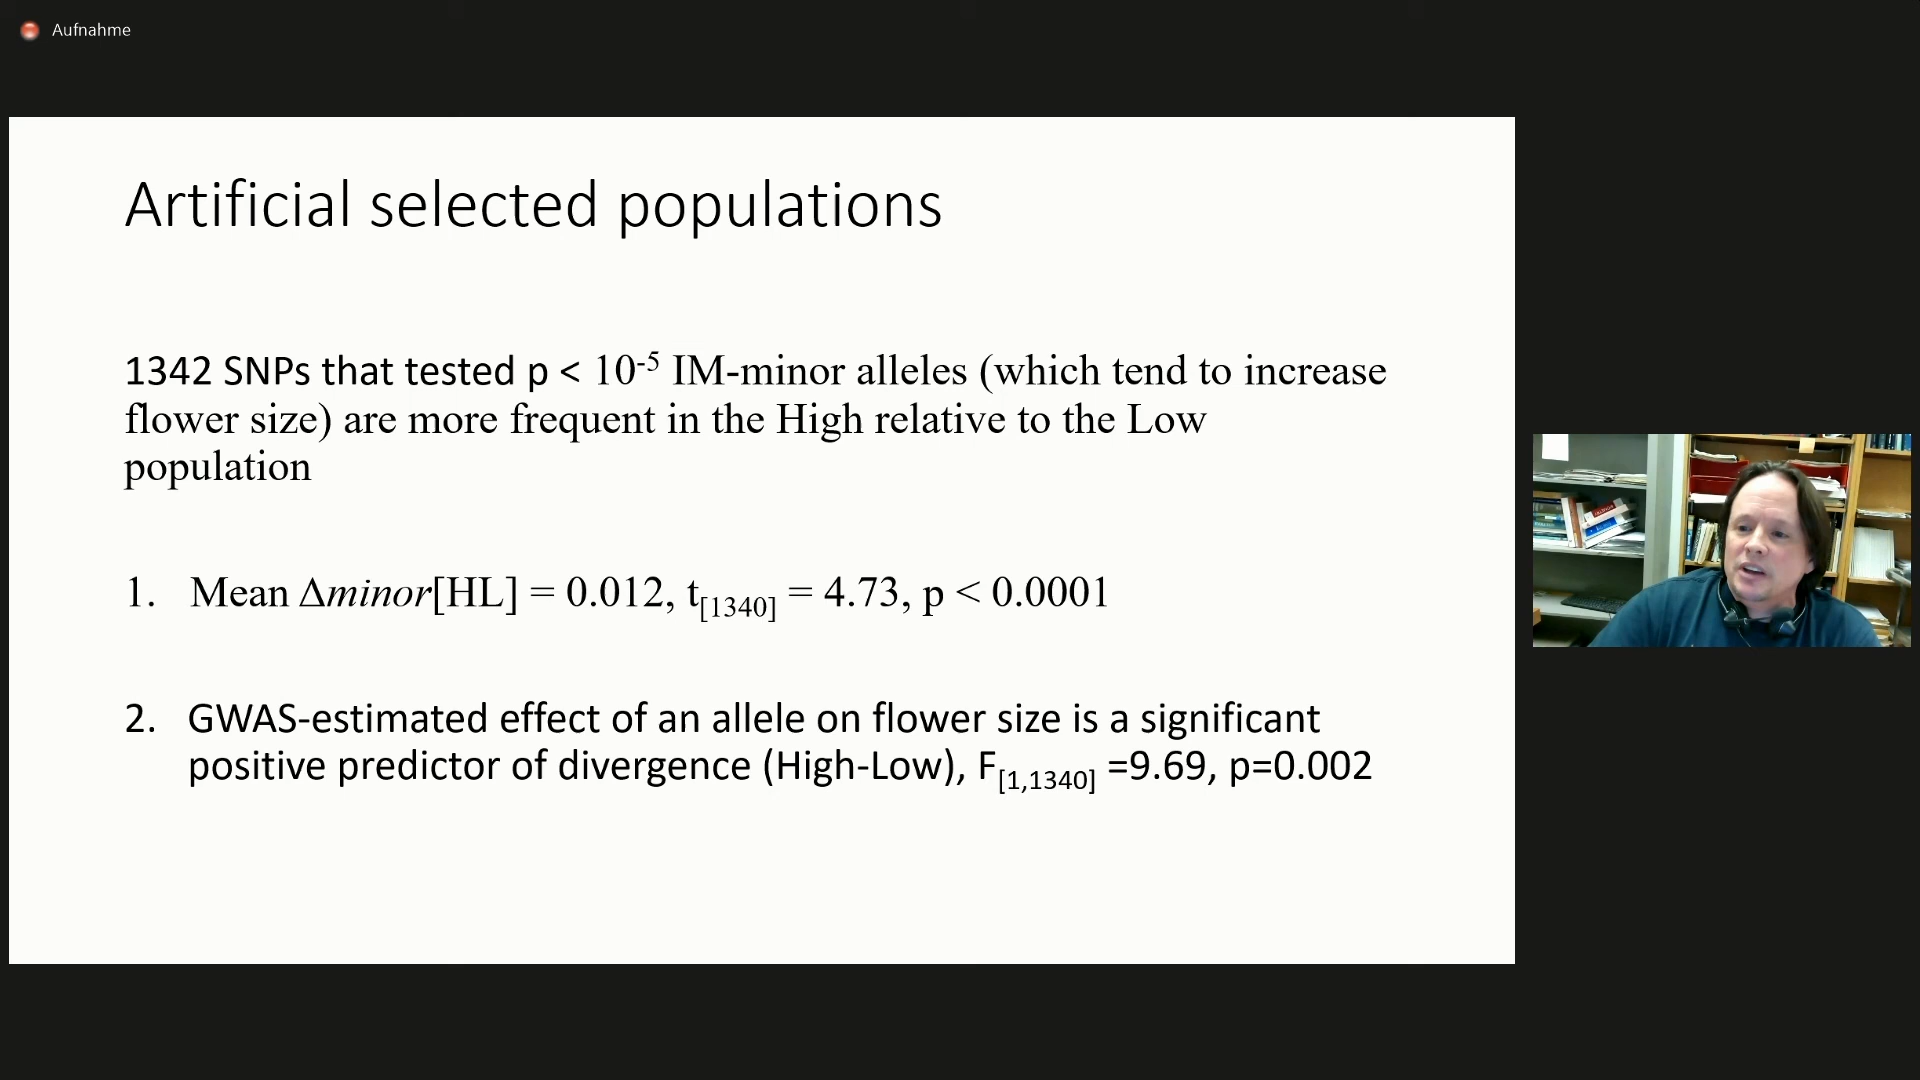 Aufnahme
Artificial selected populations
1342 SNPs that tested p < 10⁻⁵ IM-minor alleles (which tend to increase
flower size) are more frequent in the High relative to the Low
population
1. Mean Δminor[HL] = 0.012, t[1340] = 4.73, p < 0.0001
2. GWAS-estimated effect of an allele on flower size is a significant
positive predictor of divergence (High-Low), F[1,1340] =9.69, p=0.002